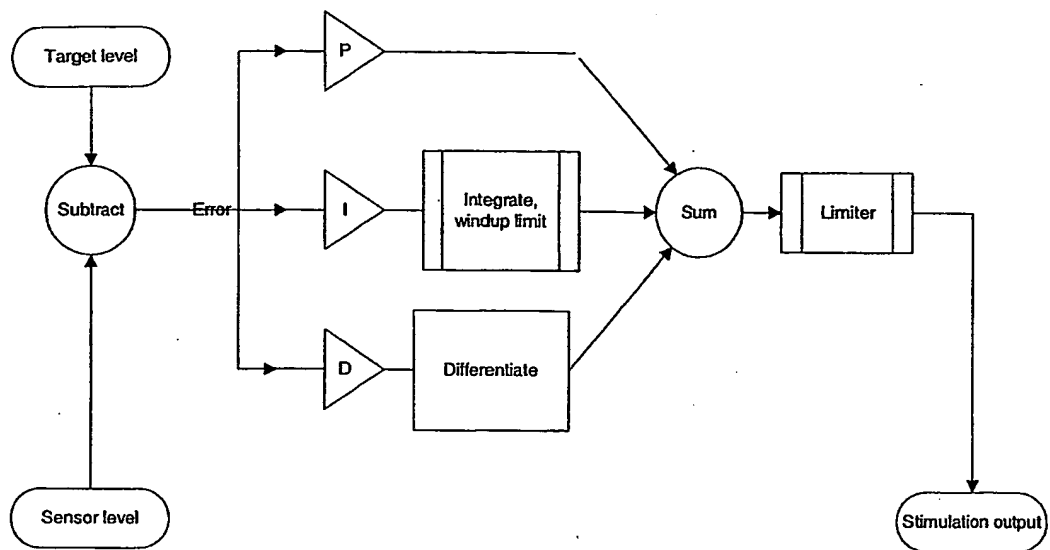 Target level
P
Subtract
Error
I
Integrate,
windup limit
Sum
Limiter
D
Differentiate
Sensor level
Stimulation output